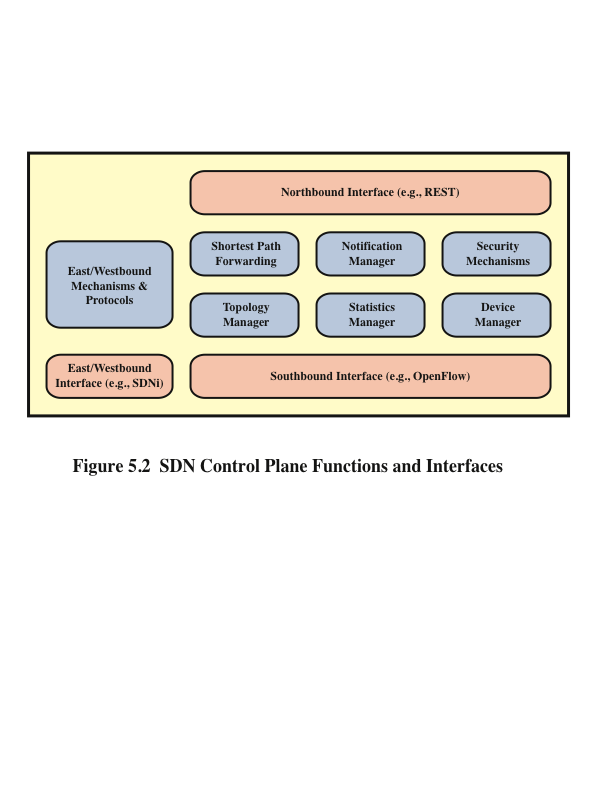 Northbound Interface (e.g., REST)
Shortest Path
Forwarding
Notification
Manager
Security
Mechanisms
East/Westbound
Mechanisms &
Protocols
Topology
Manager
Statistics
Manager
Device
Manager
East/Westbound
Interface (e.g., SDNi)
Southbound Interface (e.g., OpenFlow)
Figure 5.2 SDN Control Plane Functions and Interfaces